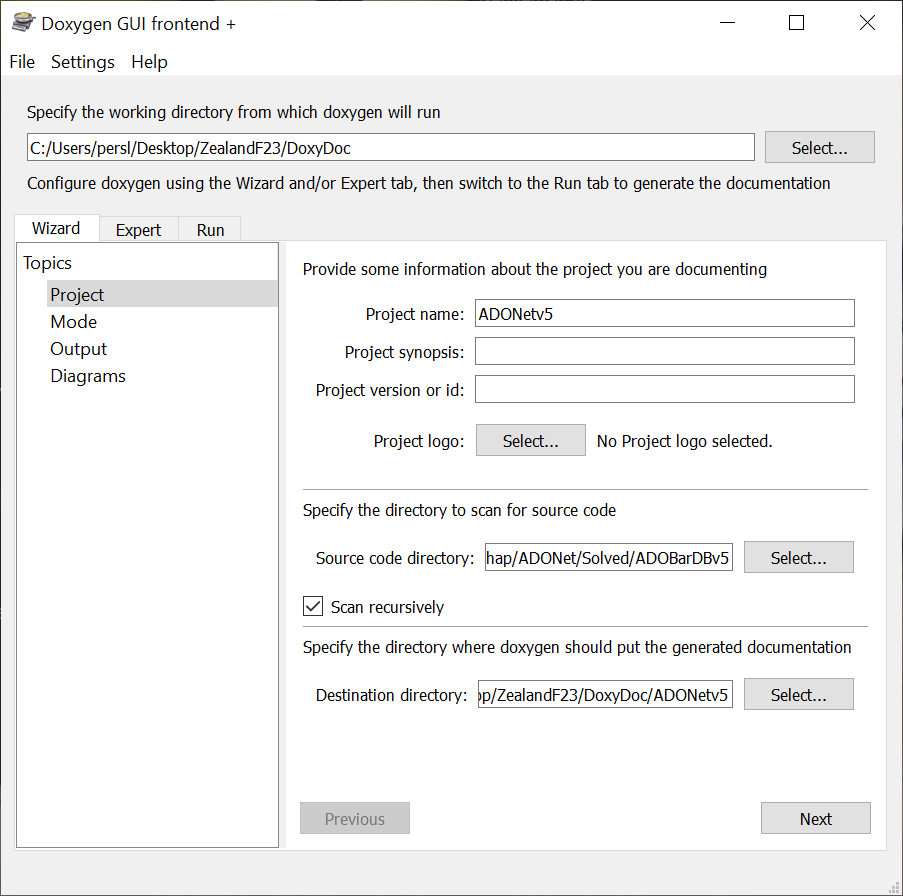 Doxygen GUI frontend +
File Settings Help
Specify the working directory from which doxygen will run
C:/Users/persl/Desktop/ZealandF23/DoxyDoc Select...
Configure doxygen using the Wizard and/or Expert tab, then switch to the Run tab to generate the documentation
Wizard Expert Run
Topics
Project
Mode
Output
Diagrams
Provide some information about the project you are documenting
Project name: ADONetv5
Project synopsis:
Project version or id:
Project logo: Select... No Project logo selected.
Specify the directory to scan for source code
Source code directory: hap/ADONet/Solved/ADOBarDBv5 Select...
Scan recursively
Specify the directory where doxygen should put the generated documentation
Destination directory: op/ZealandF23/DoxyDoc/ADONetv5 Select...
Previous Next